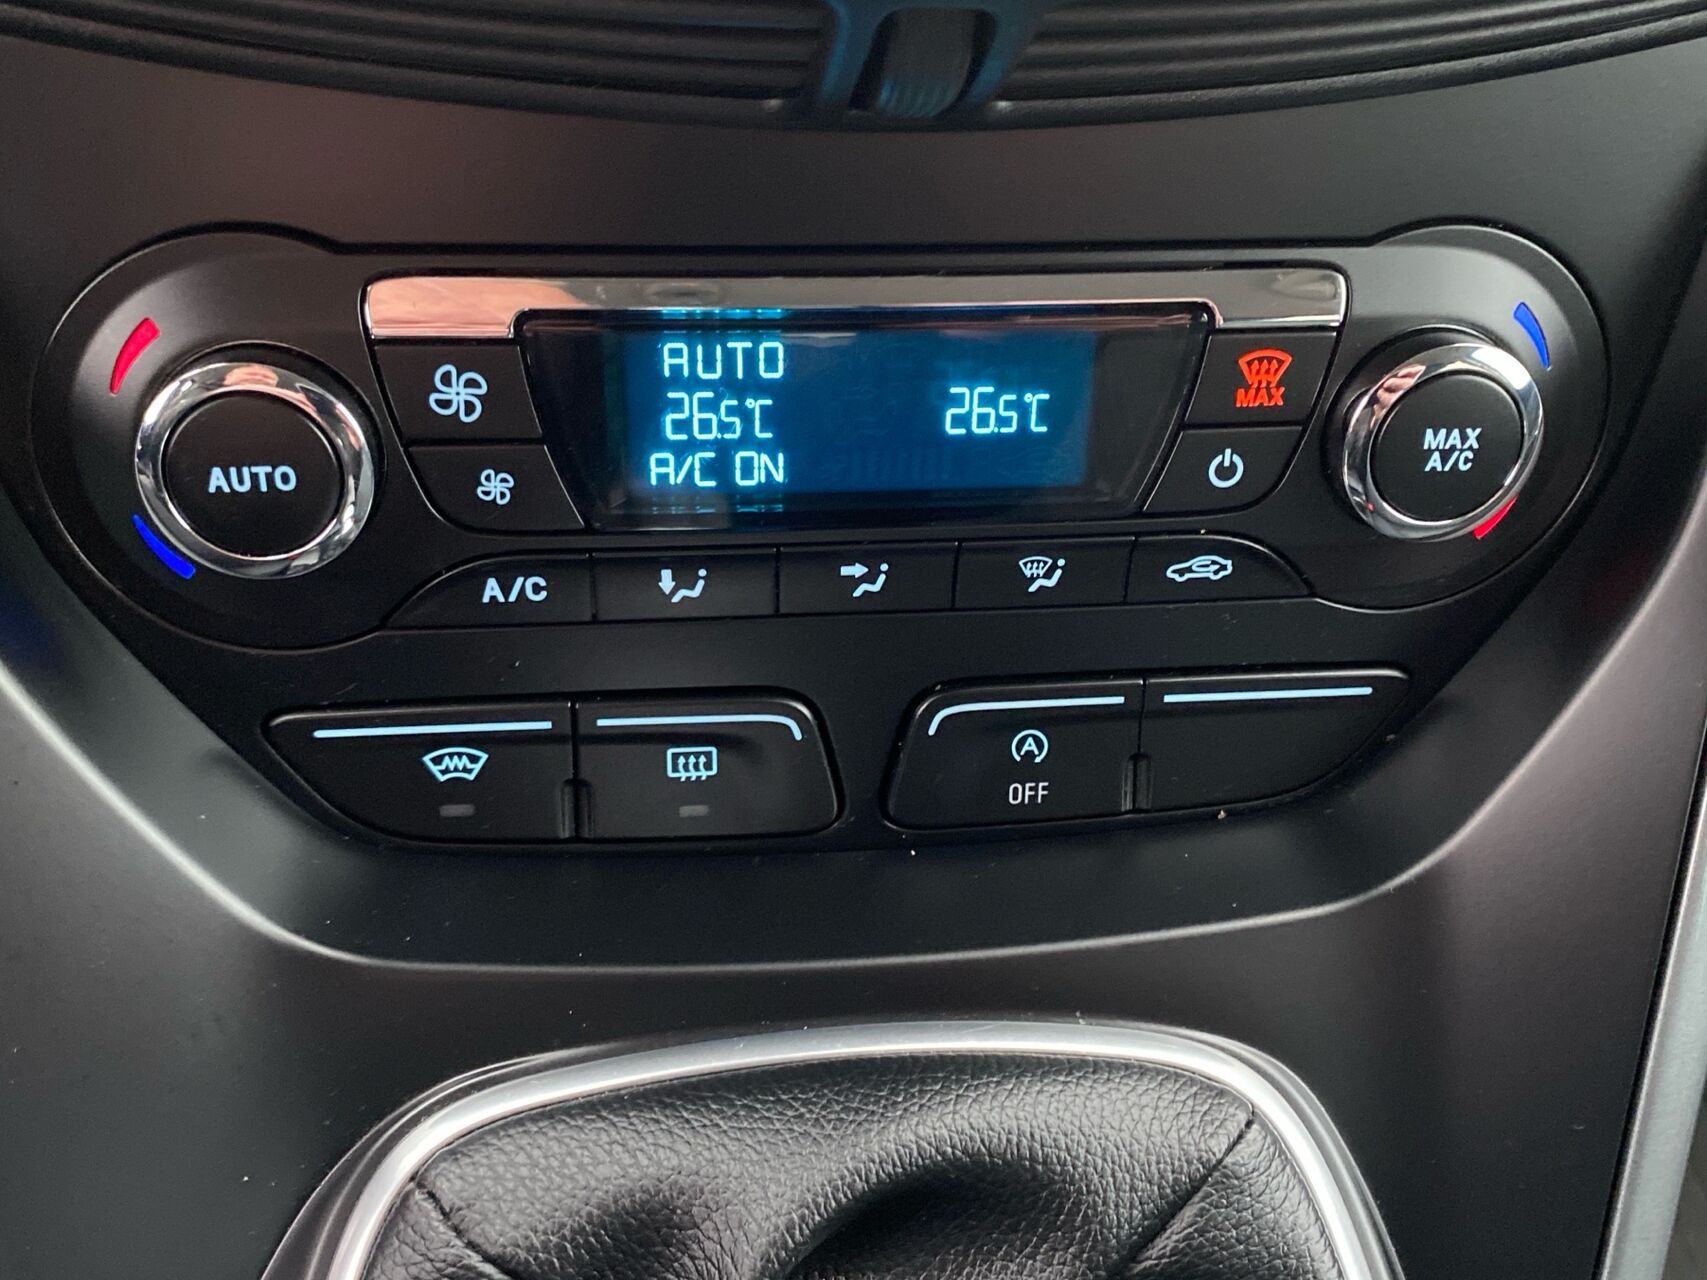 AUTO
AUTO
26.5°C
26.5°C
A/C ON
MAX
MAX
A/C
A/C
A
OFF